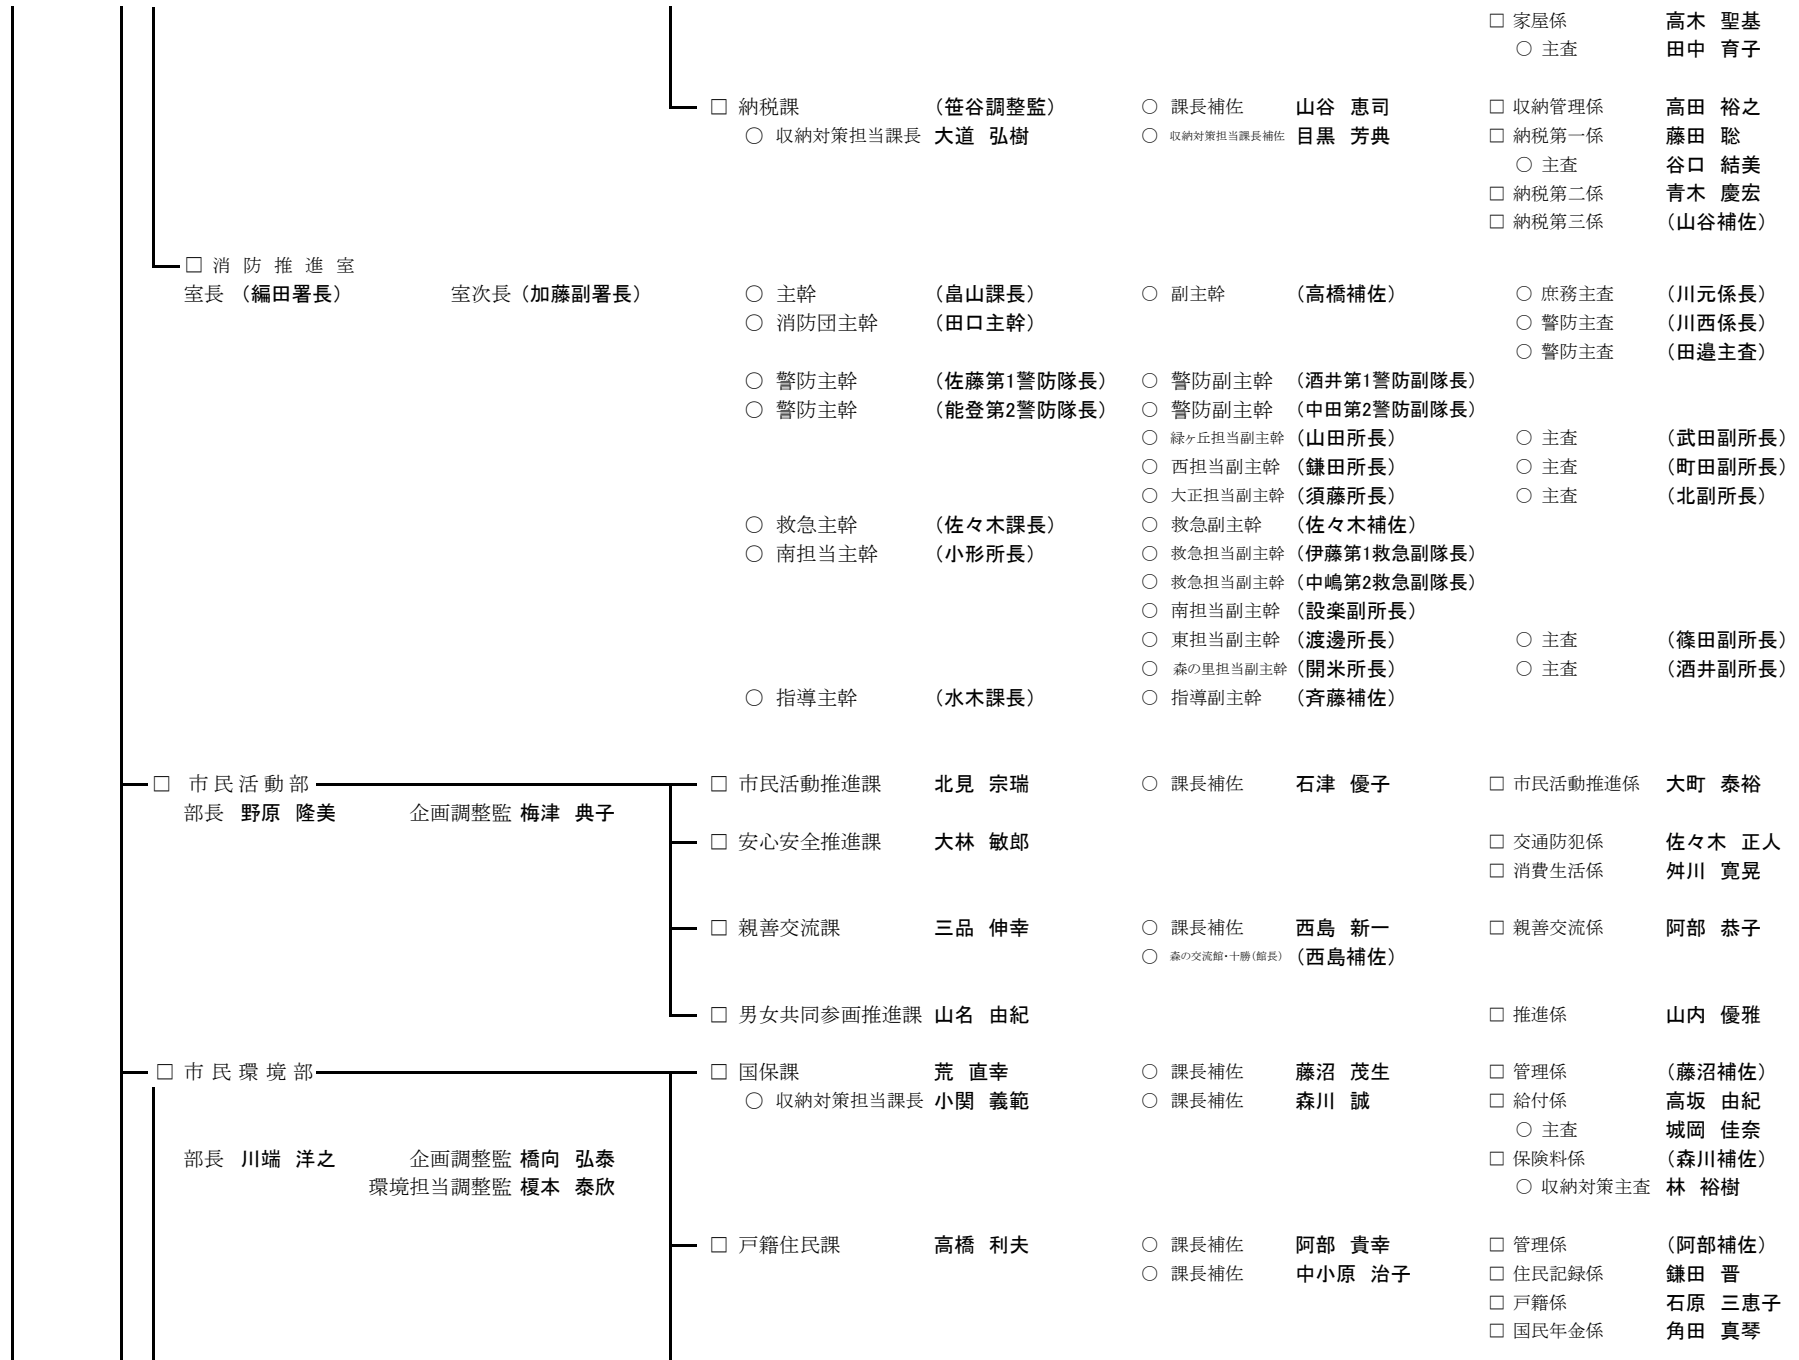 □ 家屋係 高木 聖基
○ 主査 田中 育子
□ 納税課 （笹谷調整監） ○ 課長補佐 山谷 恵司 □ 収納管理係 高田 裕之
○ 収納対策担当課長 大道 弘樹 ○ 収納対策担当課長補佐 目黒 芳典 □ 納税第一係 藤田 聡
○ 主査 谷口 結美
□ 納税第二係 青木 慶宏
□ 納税第三係 （山谷補佐）
□ 消防推進室
室長 （編田署長） 室次長 （加藤副署長） ○ 主幹 （畠山課長） ○ 副主幹 （高橋補佐） ○ 庶務主査 （川元係長）
○ 消防団主幹 （田口主幹） ○ 警防主査 （川西係長）
○ 警防主査 （田邉主査）
○ 警防主幹 （佐藤第1警防隊長） ○ 警防副主幹 （酒井第1警防副隊長）
○ 警防主幹 （能登第2警防隊長） ○ 警防副主幹 （中田第2警防副隊長）
○ 緑ヶ丘担当副主幹 （山田所長） ○ 主査 （武田副所長）
○ 西担当副主幹 （鎌田所長） ○ 主査 （町田副所長）
○ 大正担当副主幹 （須藤所長） ○ 主査 （北副所長）
○ 救急主幹 （佐々木課長） ○ 救急副主幹 （佐々木補佐）
○ 南担当主幹 （小形所長） ○ 救急担当副主幹 （伊藤第1救急副隊長）
○ 救急担当副主幹 （中嶋第2救急副隊長）
○ 南担当副主幹 （設楽副所長）
○ 東担当副主幹 （渡邊所長） ○ 主査 （篠田副所長）
○ 森の里担当副主幹 （開米所長） ○ 主査 （酒井副所長）
○ 指導主幹 （水木課長） ○ 指導副主幹 （斉藤補佐）
□ 市民活動部 □ 市民活動推進課 北見 宗瑞 ○ 課長補佐 石津 優子 □ 市民活動推進係 大町 泰裕
部長 野原 隆美 企画調整監 梅津 典子
□ 安心安全推進課 大林 敏郎 □ 交通防犯係 佐々木 正人
□ 消費生活係 舛川 寛晃
□ 親善交流課 三品 伸幸 ○ 課長補佐 西島 新一 □ 親善交流係 阿部 恭子
○ 森の交流館・十勝（館長） （西島補佐）
□ 男女共同参画推進課 山名 由紀 □ 推進係 山内 優雅
□ 市民環境部 □ 国保課 荒 直幸 ○ 課長補佐 藤沼 茂生 □ 管理係 （藤沼補佐）
○ 収納対策担当課長 小関 義範 ○ 課長補佐 森川 誠 □ 給付係 高坂 由紀
○ 主査 城岡 佳奈
部長 川端 洋之 企画調整監 橋向 弘泰 □ 保険料係 （森川補佐）
環境担当調整監 榎本 泰欣 ○ 収納対策主査 林 裕樹
□ 戸籍住民課 高橋 利夫 ○ 課長補佐 阿部 貴幸 □ 管理係 （阿部補佐）
○ 課長補佐 中小原 治子 □ 住民記録係 鎌田 晋
□ 戸籍係 石原 三恵子
□ 国民年金係 角田 真琴